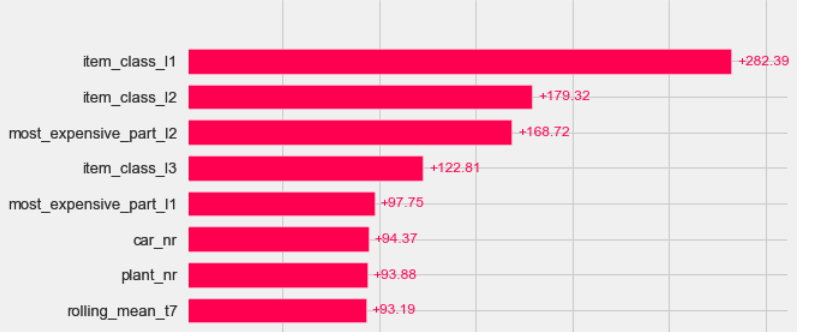 item_class_l1 +282.39
item_class_l2 +179.32
most_expensive_part_l2 +168.72
item_class_l3 +122.81
most_expensive_part_l1 +97.75
car_nr +94.37
plant_nr +93.88
rolling_mean_t7 +93.19